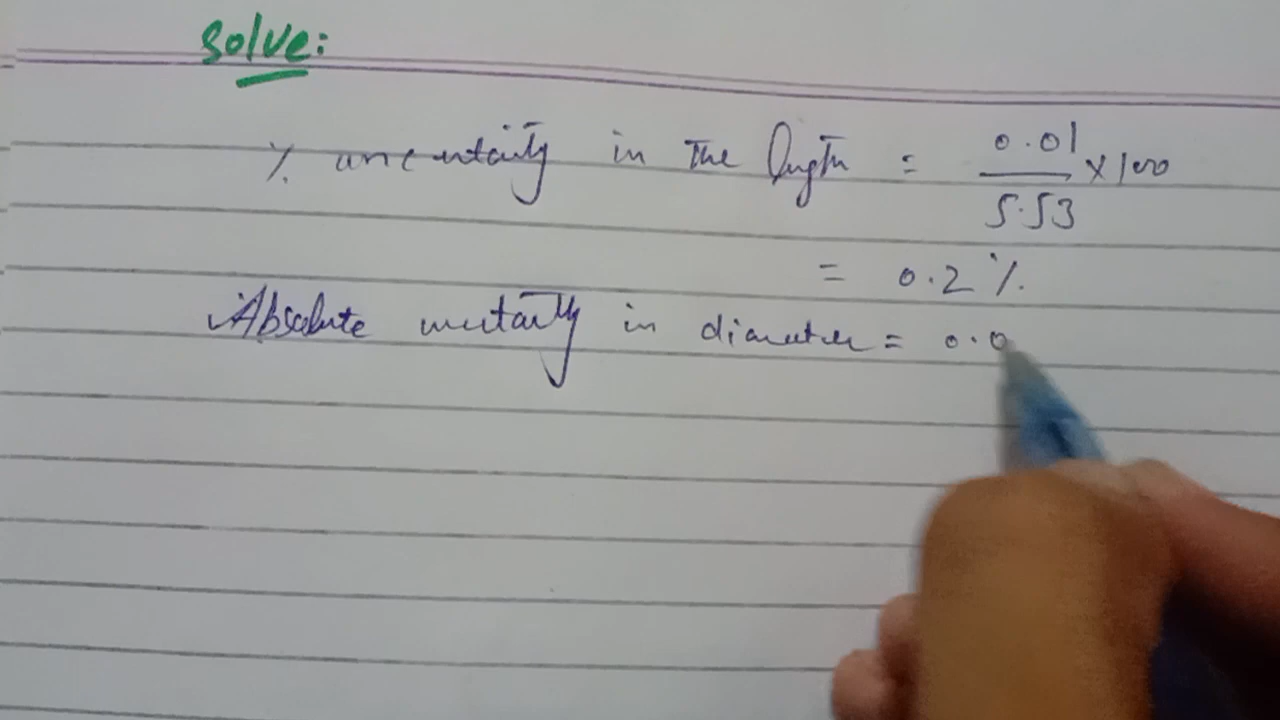 solve:
% uncertainty in The length = 0.01 / 5.53 × 100
= 0.2 %.
Absolute uncertainty in diameter = 0.0